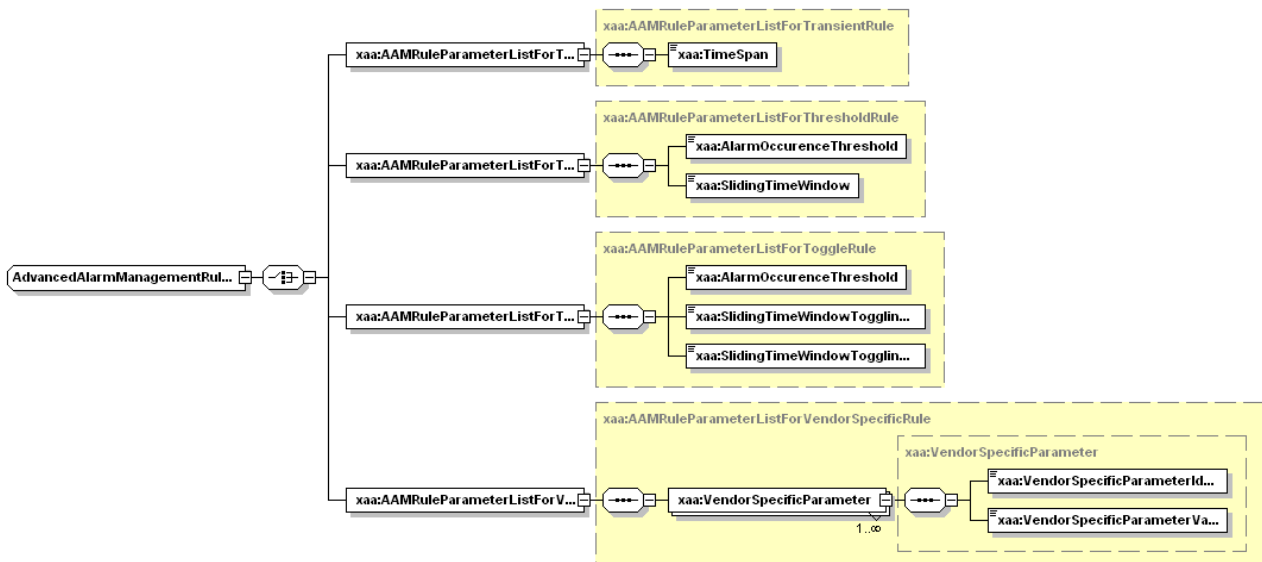 xaa:AAMRuleParameterListForTransientRule
xaa:AAMRuleParameterListForT...
xaa:TimeSpan
xaa:AAMRuleParameterListForThresholdRule
xaa:AlarmOccurenceThreshold
xaa:AAMRuleParameterListForT...
xaa:SlidingTimeWindow
xaa:AAMRuleParameterListForToggleRule
AdvancedAlarmManagementRul...
xaa:AlarmOccurenceThreshold
xaa:AAMRuleParameterListForT...
xaa:SlidingTimeWindowTogglin...
xaa:SlidingTimeWindowTogglin...
xaa:AAMRuleParameterListForVendorSpecificRule
xaa:VendorSpecificParameter
xaa:VendorSpecificParameterId...
xaa:AAMRuleParameterListForV...
xaa:VendorSpecificParameter
xaa:VendorSpecificParameterVa...
1..∞